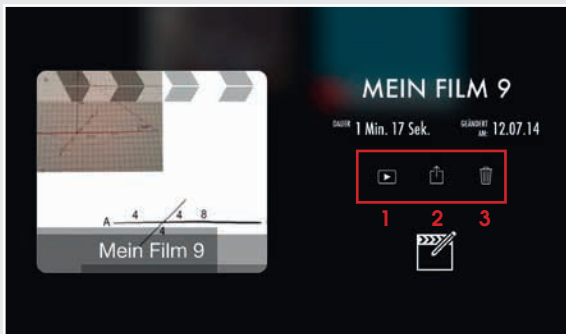 MEIN FILM 9
DAUER 1 Min. 17 Sek. GEÄNDERT AM: 12.07.14
1 2 3
A 4 4 8
4
Mein Film 9